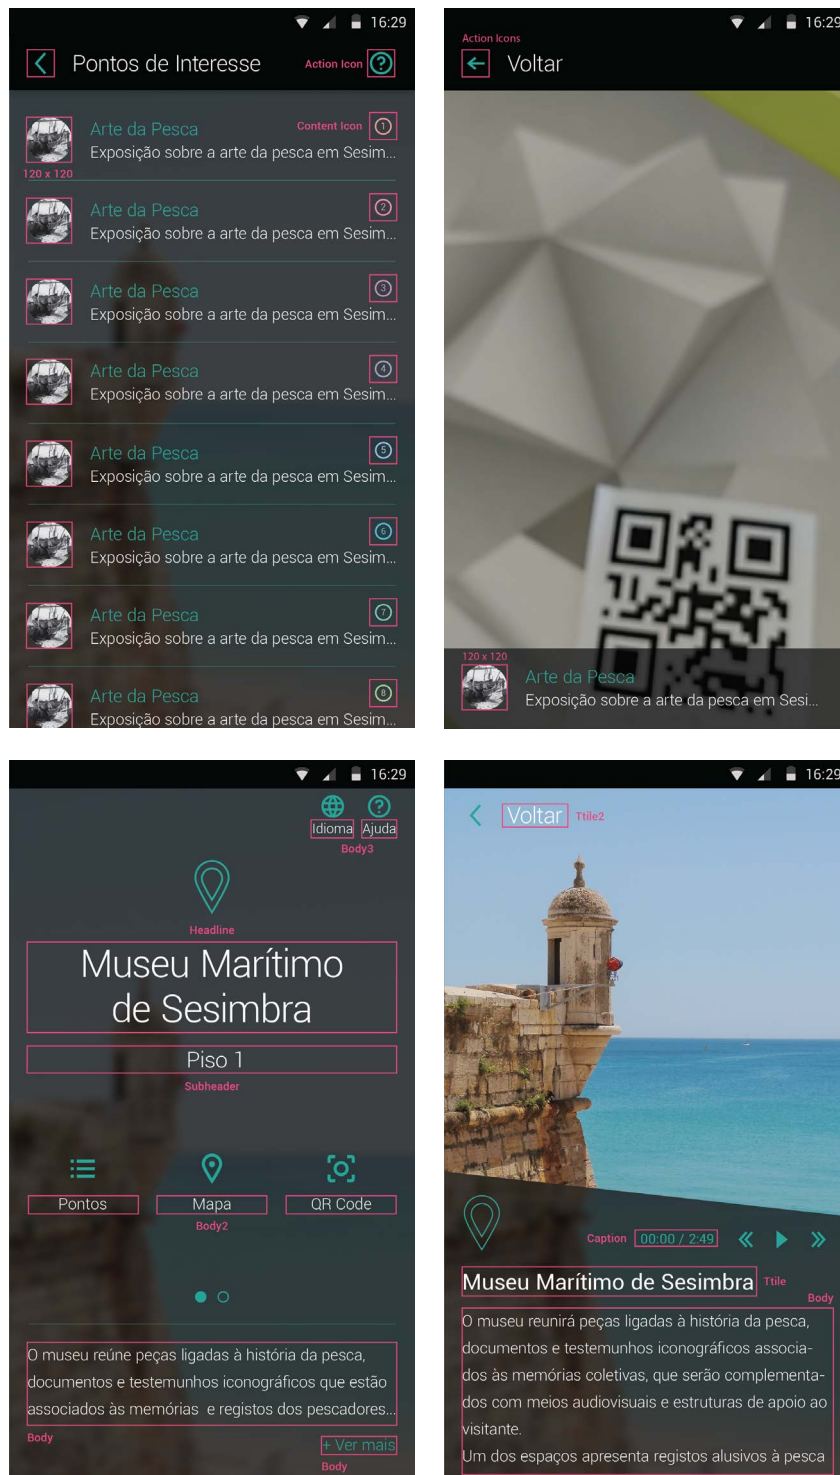 16:29
Pontos de Interesse
Action Icon
?
Arte da Pesca
Content Icon
1
Exposição sobre a arte da pesca em Sesim...
120 x 120
Arte da Pesca
2
Exposição sobre a arte da pesca em Sesim...
Arte da Pesca
3
Exposição sobre a arte da pesca em Sesim...
Arte da Pesca
4
Exposição sobre a arte da pesca em Sesim...
Arte da Pesca
5
Exposição sobre a arte da pesca em Sesim...
Arte da Pesca
6
Exposição sobre a arte da pesca em Sesim...
Arte da Pesca
7
Exposição sobre a arte da pesca em Sesim...
Arte da Pesca
8
Exposição sobre a arte da pesca em Sesim...
16:29
Action Icons
Voltar
120 x 120
Arte da Pesca
Exposição sobre a arte da pesca em Sesi...
16:29
?
Idioma Ajuda
Body3
Headline
Museu Marítimo
de Sesimbra
Piso 1
Subheader
Pontos Mapa QR Code
Body2
O museu reúne peças ligadas à história da pesca,
documentos e testemunhos iconográficos que estão
associados às memórias e registos dos pescadores...
Body
+ Ver mais
Body
16:29
Voltar Ttile2
Caption 00:00 / 2:49
Museu Marítimo de Sesimbra Ttile
Body
O museu reunirá peças ligadas à história da pesca,
documentos e testemunhos iconográficos associa-
dos às memórias coletivas, que serão complementa-
dos com meios audiovisuais e estruturas de apoio ao
visitante.
Um dos espaços apresenta registos alusivos à pesca